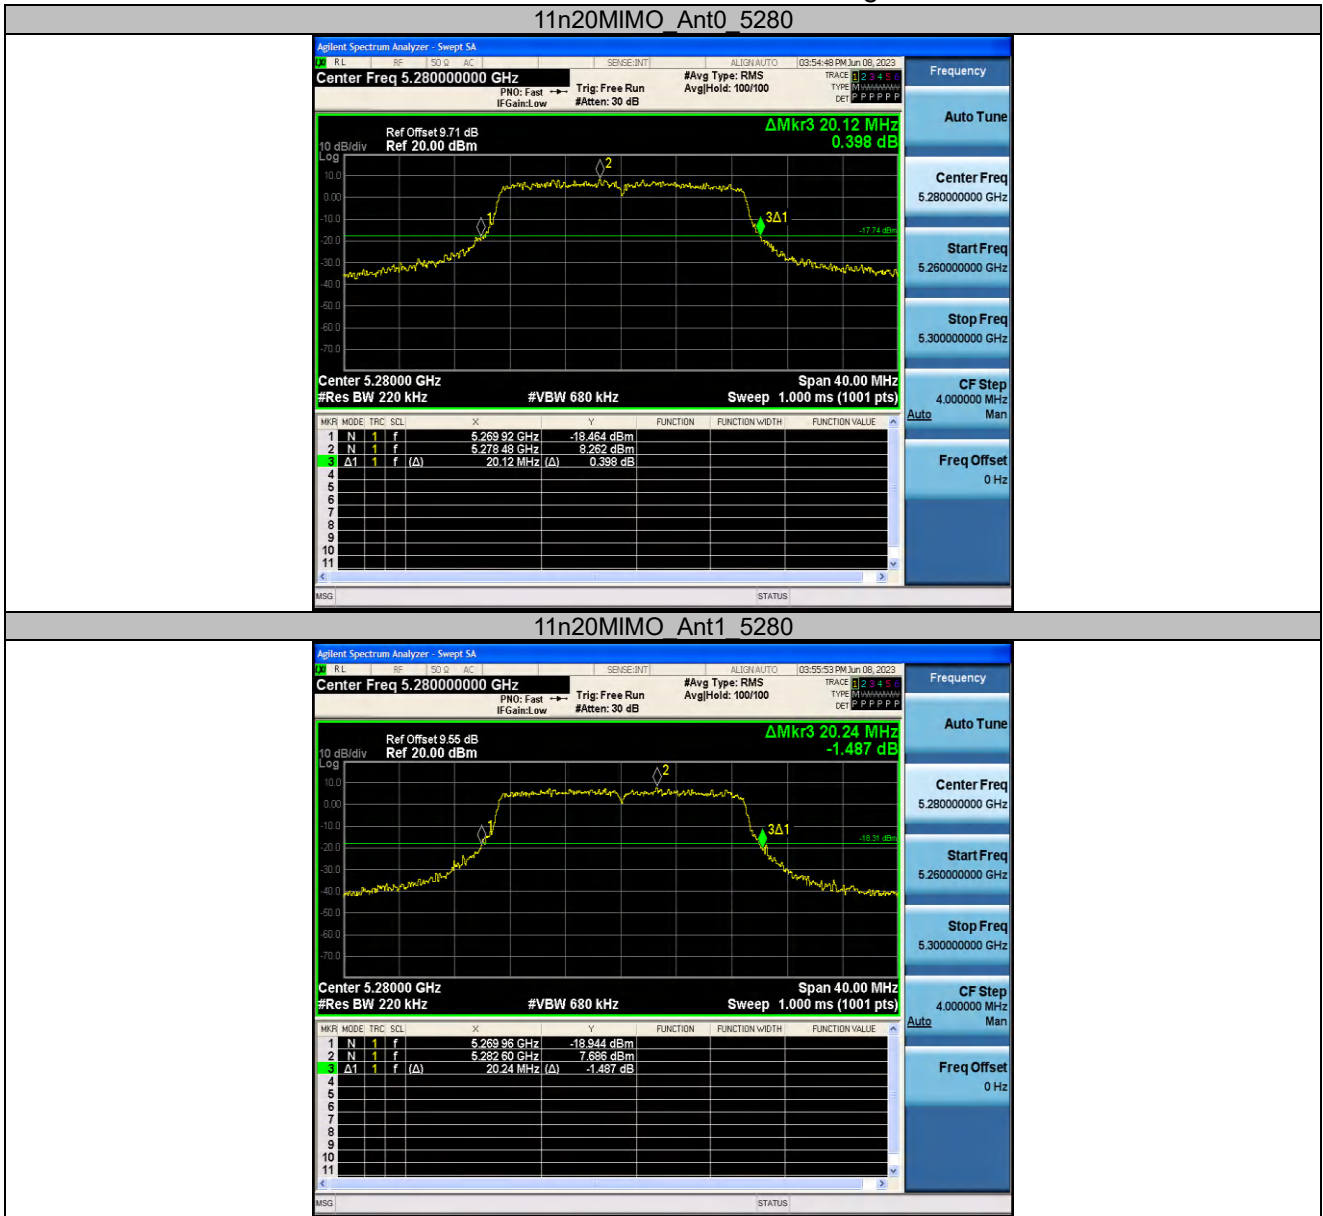 11n20MIMO_Ant0_5280
Agilent Spectrum Analyzer - Swept SA
RL RF 50 Ω AC SENSE:INT ALIGNAUTO 03:54:48 PM Jun 08, 2023
Center Freq 5.280000000 GHz #Avg Type: RMS TRACE 1 2 3 4 5 6 Frequency
PNO: Fast Trig: Free Run Avg|Hold: 100/100 TYPE M
IFGain:Low #Atten: 30 dB DET P P P P P P
Auto Tune
ΔMkr3 20.12 MHz
Ref Offset 9.71 dB
10 dB/div Ref 20.00 dBm 0.398 dB
Log
10.0
0.00
-10.0
-20.0
-30.0
-40.0
-50.0
-60.0
-70.0
2
1
3Δ1
-17.74 dBm
Center Freq
5.280000000 GHz
Start Freq
5.260000000 GHz
Stop Freq
5.300000000 GHz
Center 5.28000 GHz Span 40.00 MHz
#Res BW 220 kHz #VBW 680 kHz Sweep 1.000 ms (1001 pts)
CF Step
4.000000 MHz
Auto Man
MKR MODE TRC SCL X Y FUNCTION FUNCTION WIDTH FUNCTION VALUE
1 N 1 f 5.269 92 GHz -18.464 dBm
2 N 1 f 5.278 48 GHz 8.262 dBm
3 Δ1 1 f (Δ) 20.12 MHz (Δ) 0.398 dB
4
5
6
7
8
9
10
11
Freq Offset
0 Hz
MSG STATUS
11n20MIMO_Ant1_5280
Agilent Spectrum Analyzer - Swept SA
RL RF 50 Ω AC SENSE:INT ALIGNAUTO 03:55:53 PM Jun 08, 2023
Center Freq 5.280000000 GHz #Avg Type: RMS TRACE 1 2 3 4 5 6 Frequency
PNO: Fast Trig: Free Run Avg|Hold: 100/100 TYPE M
IFGain:Low #Atten: 30 dB DET P P P P P P
Auto Tune
ΔMkr3 20.24 MHz
Ref Offset 9.55 dB
10 dB/div Ref 20.00 dBm -1.487 dB
Log
10.0
0.00
-10.0
-20.0
-30.0
-40.0
-50.0
-60.0
-70.0
2
1
3Δ1
-18.31 dBm
Center Freq
5.280000000 GHz
Start Freq
5.260000000 GHz
Stop Freq
5.300000000 GHz
Center 5.28000 GHz Span 40.00 MHz
#Res BW 220 kHz #VBW 680 kHz Sweep 1.000 ms (1001 pts)
CF Step
4.000000 MHz
Auto Man
MKR MODE TRC SCL X Y FUNCTION FUNCTION WIDTH FUNCTION VALUE
1 N 1 f 5.269 96 GHz -18.944 dBm
2 N 1 f 5.282 60 GHz 7.686 dBm
3 Δ1 1 f (Δ) 20.24 MHz (Δ) -1.487 dB
4
5
6
7
8
9
10
11
Freq Offset
0 Hz
MSG STATUS